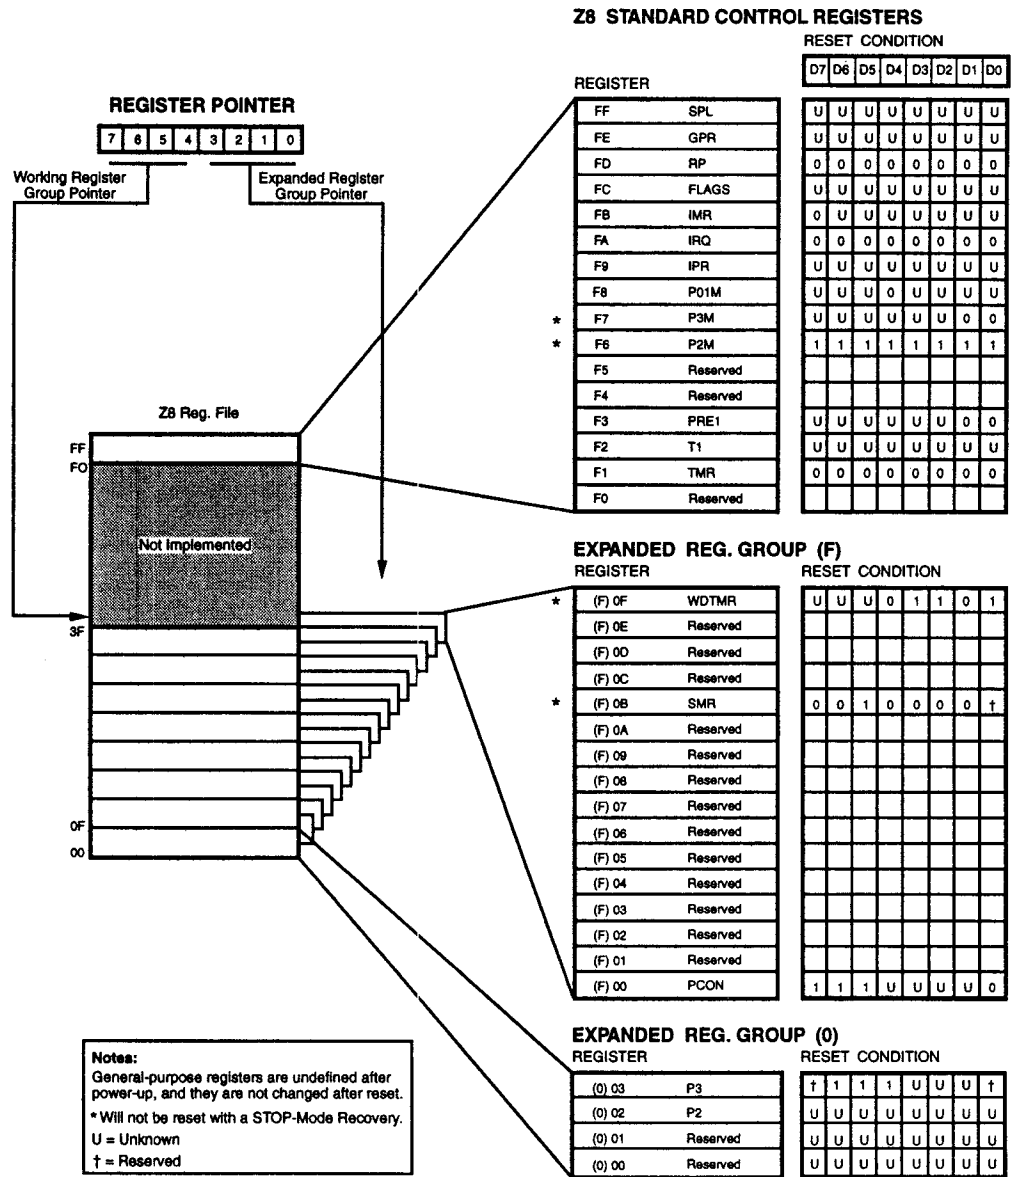 Z8 STANDARD CONTROL REGISTERS
RESET CONDITION
D7 D6 D5 D4 D3 D2 D1 D0
REGISTER
FF SPL U U U U U U U U
FE GPR U U U U U U U U
FD RP 0 0 0 0 0 0 0 0
FC FLAGS U U U U U U U U
FB IMR 0 U U U U U U U
FA IRQ 0 0 0 0 0 0 0 0
F9 IPR U U U U U U U U
F8 P01M U U U 0 U U U U
* F7 P3M U U U U U U 0 0
* F6 P2M 1 1 1 1 1 1 1 1
F5 Reserved
F4 Reserved
F3 PRE1 U U U U U U 0 0
F2 T1 U U U U U U U U
F1 TMR 0 0 0 0 0 0 0 0
F0 Reserved
REGISTER POINTER
7 6 5 4 3 2 1 0
Working Register
Group Pointer
Expanded Register
Group Pointer
Z8 Reg. File
FF
FO
Not Implemented
3F
0F
00
EXPANDED REG. GROUP (F)
REGISTER RESET CONDITION
* (F) 0F WDTMR U U U 0 1 1 0 1
(F) 0E Reserved
(F) 0D Reserved
(F) 0C Reserved
* (F) 0B SMR 0 0 1 0 0 0 0 †
(F) 0A Reserved
(F) 09 Reserved
(F) 08 Reserved
(F) 07 Reserved
(F) 06 Reserved
(F) 05 Reserved
(F) 04 Reserved
(F) 03 Reserved
(F) 02 Reserved
(F) 01 Reserved
(F) 00 PCON 1 1 1 U U U U 0
EXPANDED REG. GROUP (0)
REGISTER RESET CONDITION
(0) 03 P3 † 1 1 1 U U U †
(0) 02 P2 U U U U U U U U
(0) 01 Reserved U U U U U U U U
(0) 00 Reserved U U U U U U U U
Notes:
General-purpose registers are undefined after
power-up, and they are not changed after reset.
* Will not be reset with a STOP-Mode Recovery.
U = Unknown
† = Reserved